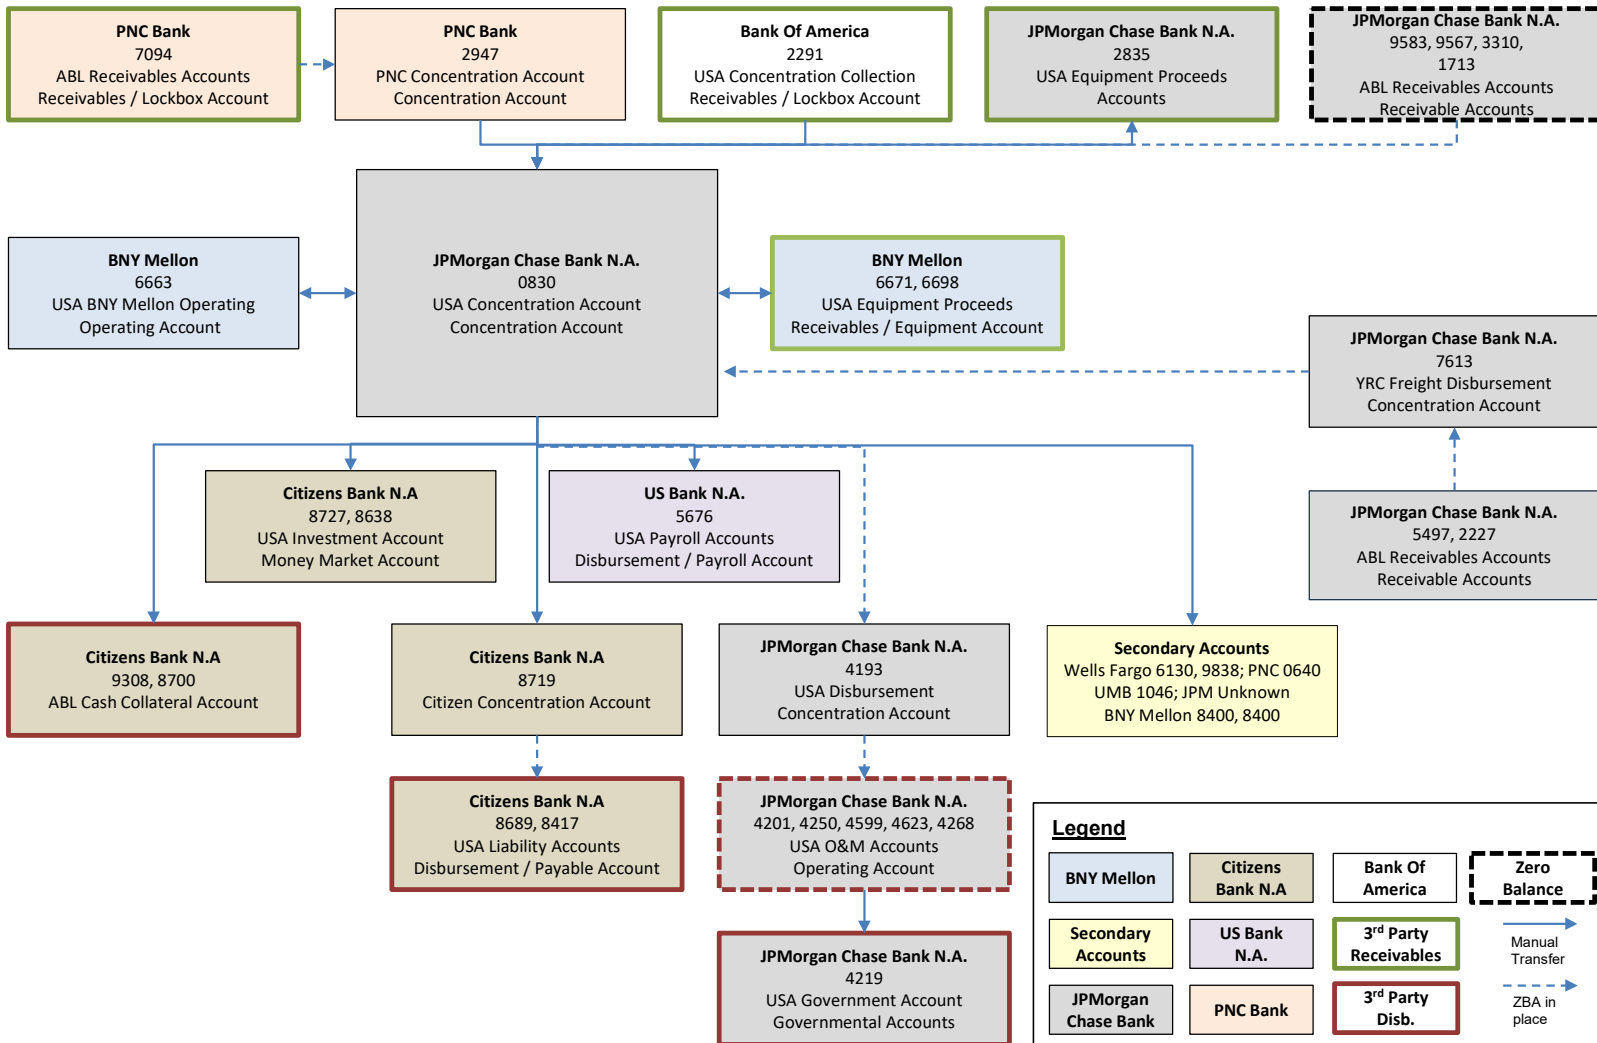 PNC Bank
7094
ABL Receivables Accounts
Receivables / Lockbox Account
PNC Bank
2947
PNC Concentration Account
Concentration Account
Bank Of America
2291
USA Concentration Collection
Receivables / Lockbox Account
JPMorgan Chase Bank N.A.
2835
USA Equipment Proceeds
Accounts
JPMorgan Chase Bank N.A.
9583, 9567, 3310,
1713
ABL Receivables Accounts
Receivable Accounts
BNY Mellon
6663
USA BNY Mellon Operating
Operating Account
JPMorgan Chase Bank N.A.
0830
USA Concentration Account
Concentration Account
BNY Mellon
6671, 6698
USA Equipment Proceeds
Receivables / Equipment Account
JPMorgan Chase Bank N.A.
7613
YRC Freight Disbursement
Concentration Account
Citizens Bank N.A
8727, 8638
USA Investment Account
Money Market Account
US Bank N.A.
5676
USA Payroll Accounts
Disbursement / Payroll Account
JPMorgan Chase Bank N.A.
5497, 2227
ABL Receivables Accounts
Receivable Accounts
Citizens Bank N.A
9308, 8700
ABL Cash Collateral Account
Citizens Bank N.A
8719
Citizen Concentration Account
JPMorgan Chase Bank N.A.
4193
USA Disbursement
Concentration Account
Secondary Accounts
Wells Fargo 6130, 9838; PNC 0640
UMB 1046; JPM Unknown
BNY Mellon 8400, 8400
Citizens Bank N.A
8689, 8417
USA Liability Accounts
Disbursement / Payable Account
JPMorgan Chase Bank N.A.
4201, 4250, 4599, 4623, 4268
USA O&M Accounts
Operating Account
JPMorgan Chase Bank N.A.
4219
USA Government Account
Governmental Accounts
Legend
BNY Mellon
Citizens
Bank N.A
Bank Of
America
Zero
Balance
Secondary
Accounts
US Bank
N.A.
3rd Party
Receivables
Manual
Transfer
JPMorgan
Chase Bank
PNC Bank
3rd Party
Disb.
ZBA in
place